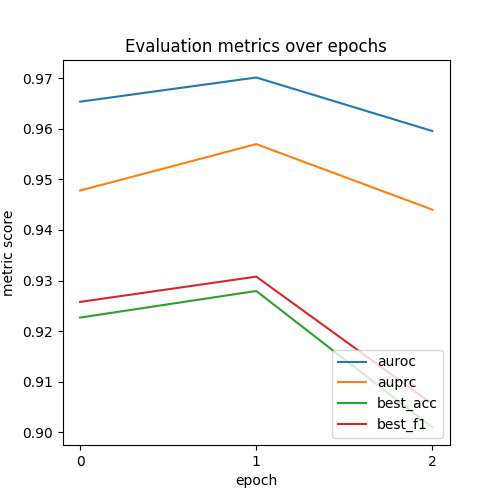 Evaluation metrics over epochs
metric score
0.97
0.96
0.95
0.94
0.93
0.92
0.91
0.90
auroc
auprc
best_acc
best_f1
0 1 2
epoch